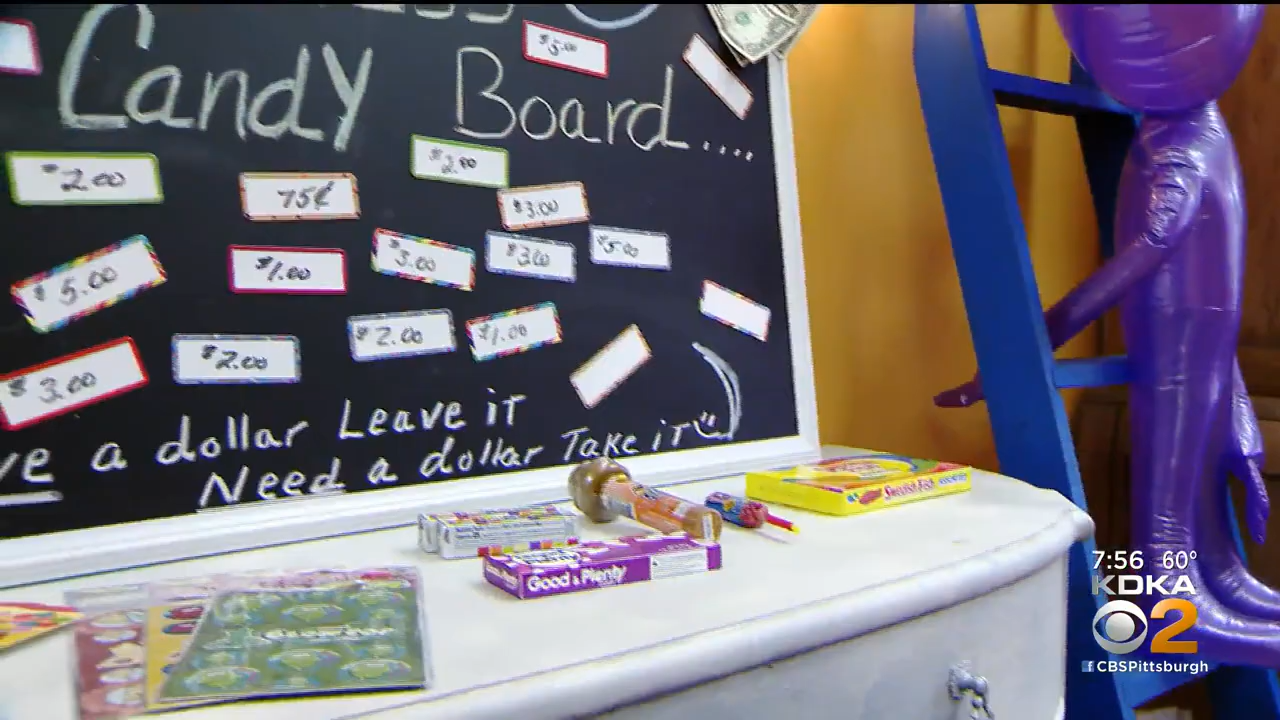 Candy Board....
$5.00
$2.00
75¢
$2.00
$3.00
$5.00
$1.00
$3.00
$3.00
$5.00
$3.00
$2.00
$2.00
$1.00
ve a dollar Leave it
Need a dollar Take it
Swedish Fish
Good & Plenty
7:56 60°
KDKA
2
f CBSPittsburgh